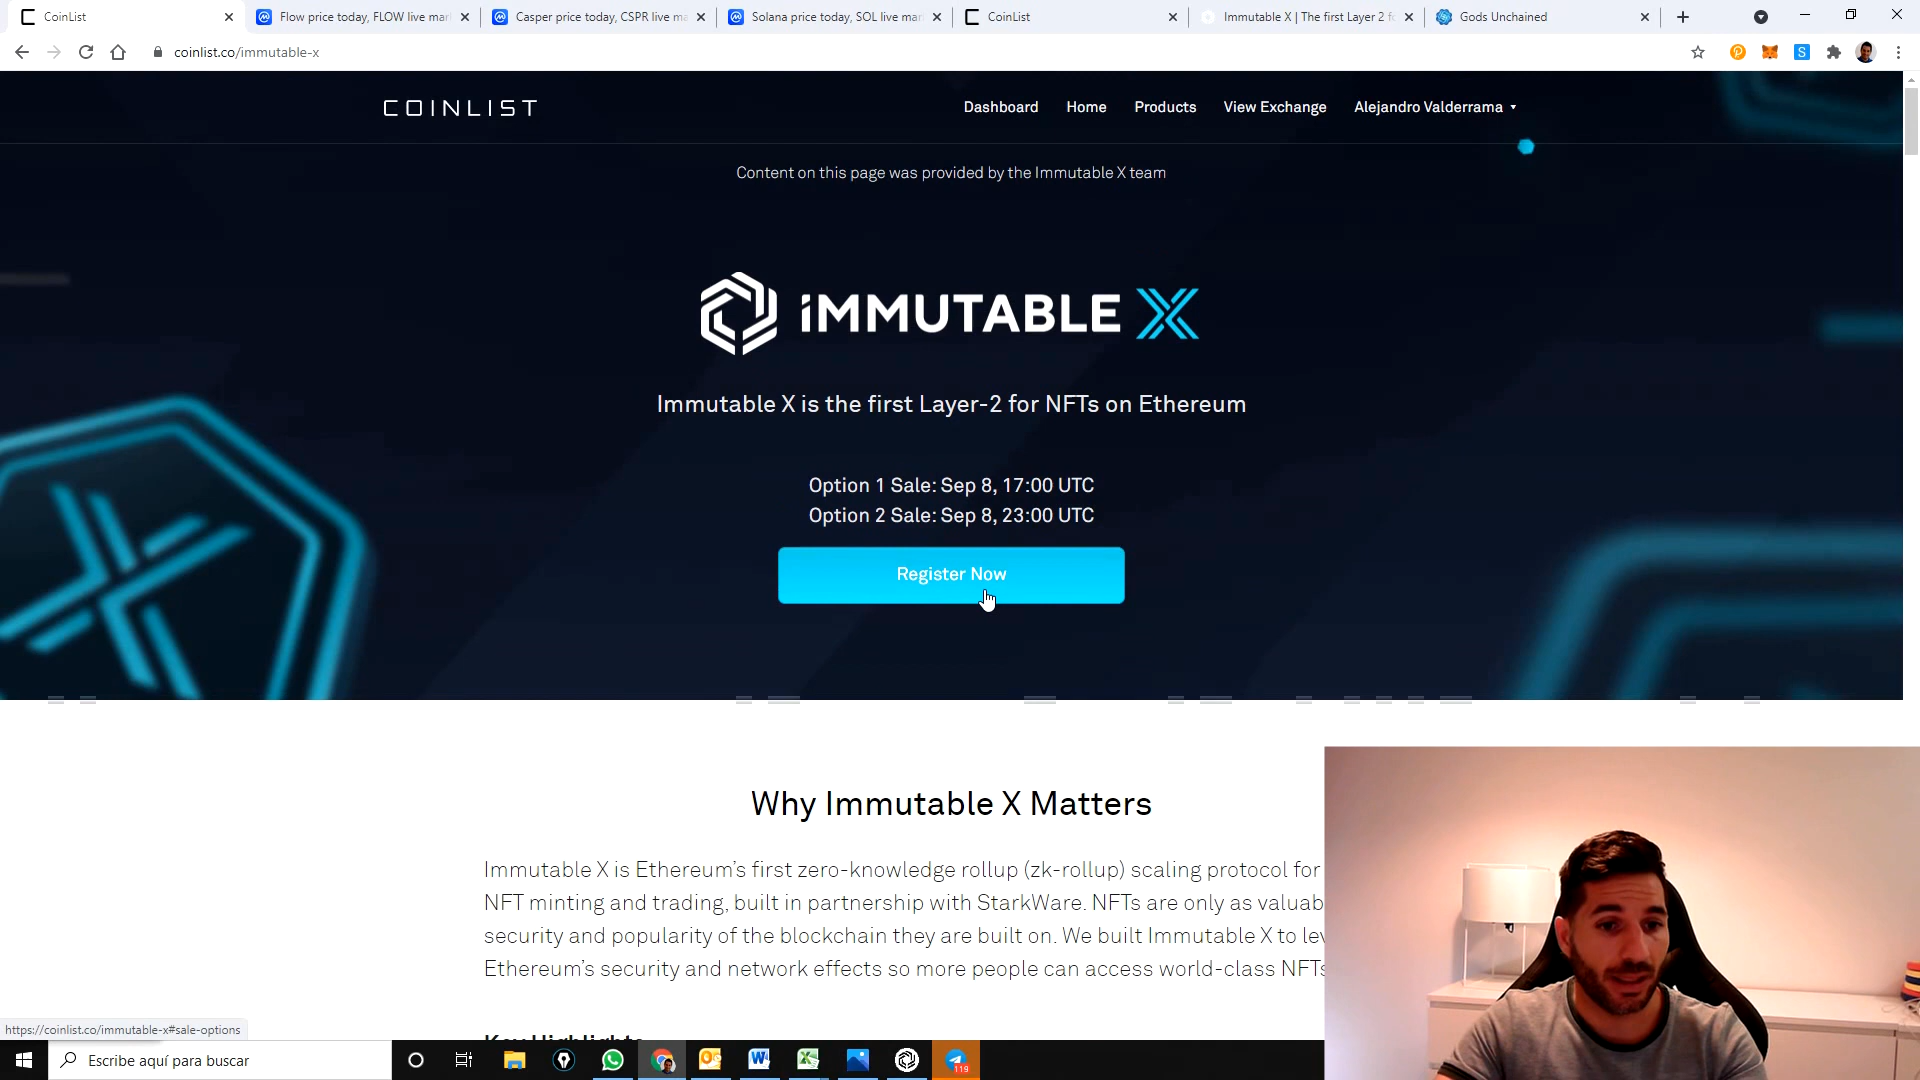 CoinList
Flow price today, FLOW live mar
Casper price today, CSPR live ma
Solana price today, SOL live mar
CoinList
Immutable X | The first Layer 2 f
Gods Unchained
coinlist.co/immutable-x
COINLIST
Dashboard
Home
Products
View Exchange
Alejandro Valderrama
Content on this page was provided by the Immutable X team
iMMUTABLE X
Immutable X is the first Layer-2 for NFTs on Ethereum
Option 1 Sale: Sep 8, 17:00 UTC
Option 2 Sale: Sep 8, 23:00 UTC
Register Now
Why Immutable X Matters
Immutable X is Ethereum's first zero-knowledge rollup (zk-rollup) scaling protocol for
NFT minting and trading, built in partnership with StarkWare. NFTs are only as valuab
security and popularity of the blockchain they are built on. We built Immutable X to lev
Ethereum's security and network effects so more people can access world-class NFTs
Key Highlights
https://coinlist.co/immutable-x#sale-options
Escribe aquí para buscar
119